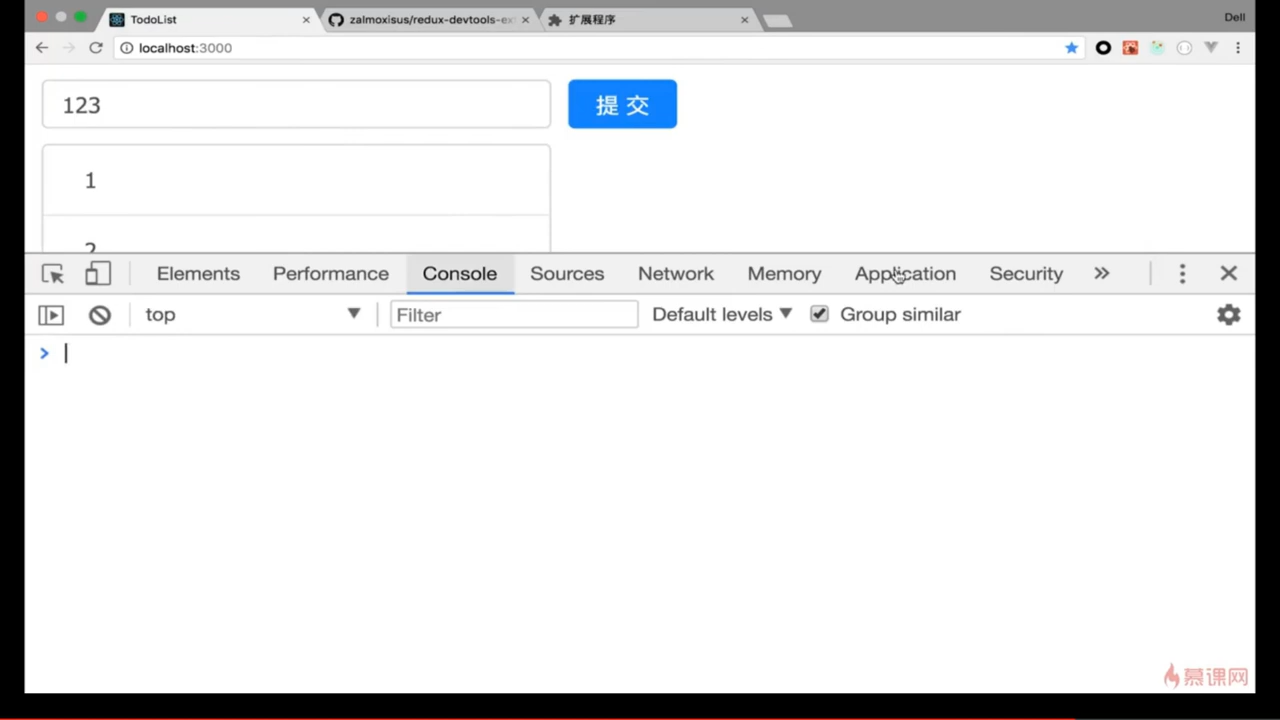 TodoList
zalmoxisus/redux-devtools-ex
扩展程序
Dell
localhost:3000
123
提 交
1
2
Elements Performance Console Sources Network Memory Application Security
top
Filter
Default levels
Group similar
慕课网